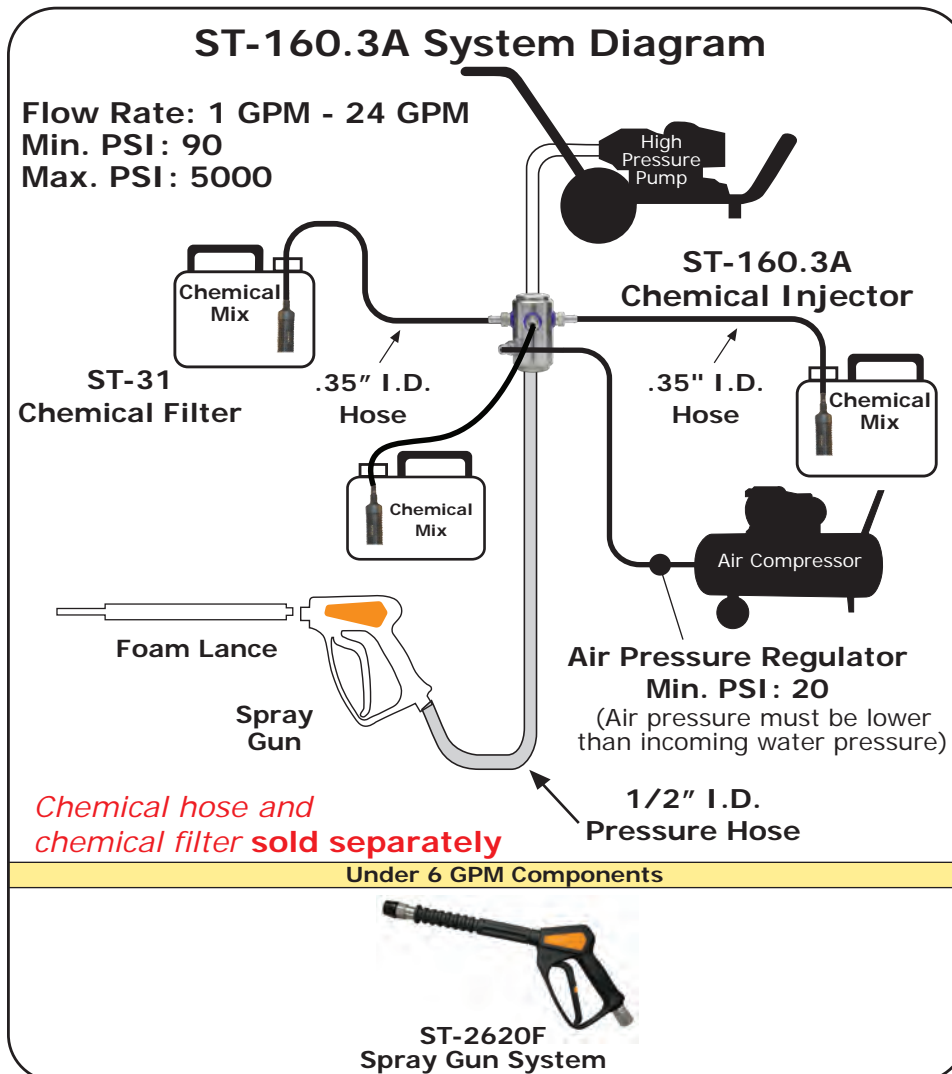 ST-160.3A System Diagram
Flow Rate: 1 GPM - 24 GPM
Min. PSI: 90
Max. PSI: 5000
High
Pressure
Pump
Chemical
Mix
ST-160.3A
Chemical Injector
ST-31
Chemical Filter
.35” I.D.
Hose
.35" I.D.
Hose
Chemical
Mix
Chemical
Mix
Air Compressor
Foam Lance
Air Pressure Regulator
Min. PSI: 20
(Air pressure must be lower
than incoming water pressure)
Spray
Gun
1/2” I.D.
Pressure Hose
Chemical hose and
chemical filter sold separately
Under 6 GPM Components
ST-2620F
Spray Gun System